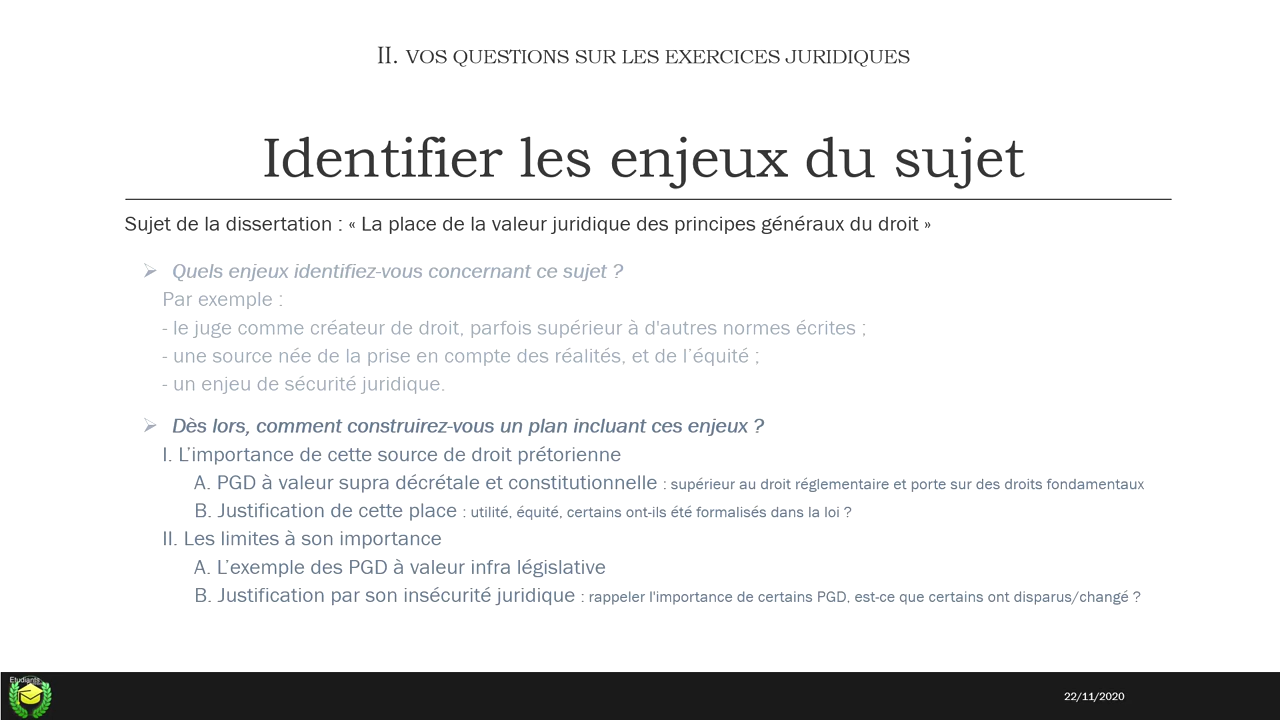 II. VOS QUESTIONS SUR LES EXERCICES JURIDIQUES
Identifier les enjeux du sujet
Sujet de la dissertation : « La place de la valeur juridique des principes généraux du droit »
➢ Quels enjeux identifiez-vous concernant ce sujet ?
Par exemple :
- le juge comme créateur de droit, parfois supérieur à d'autres normes écrites ;
- une source née de la prise en compte des réalités, et de l’équité ;
- un enjeu de sécurité juridique.
➢ Dès lors, comment construirez-vous un plan incluant ces enjeux ?
I. L’importance de cette source de droit prétorienne
A. PGD à valeur supra décrétale et constitutionnelle : supérieur au droit réglementaire et porte sur des droits fondamentaux
B. Justification de cette place : utilité, équité, certains ont-ils été formalisés dans la loi ?
II. Les limites à son importance
A. L’exemple des PGD à valeur infra législative
B. Justification par son insécurité juridique : rappeler l'importance de certains PGD, est-ce que certains ont disparus/changé ?
Etudiants
22/11/2020